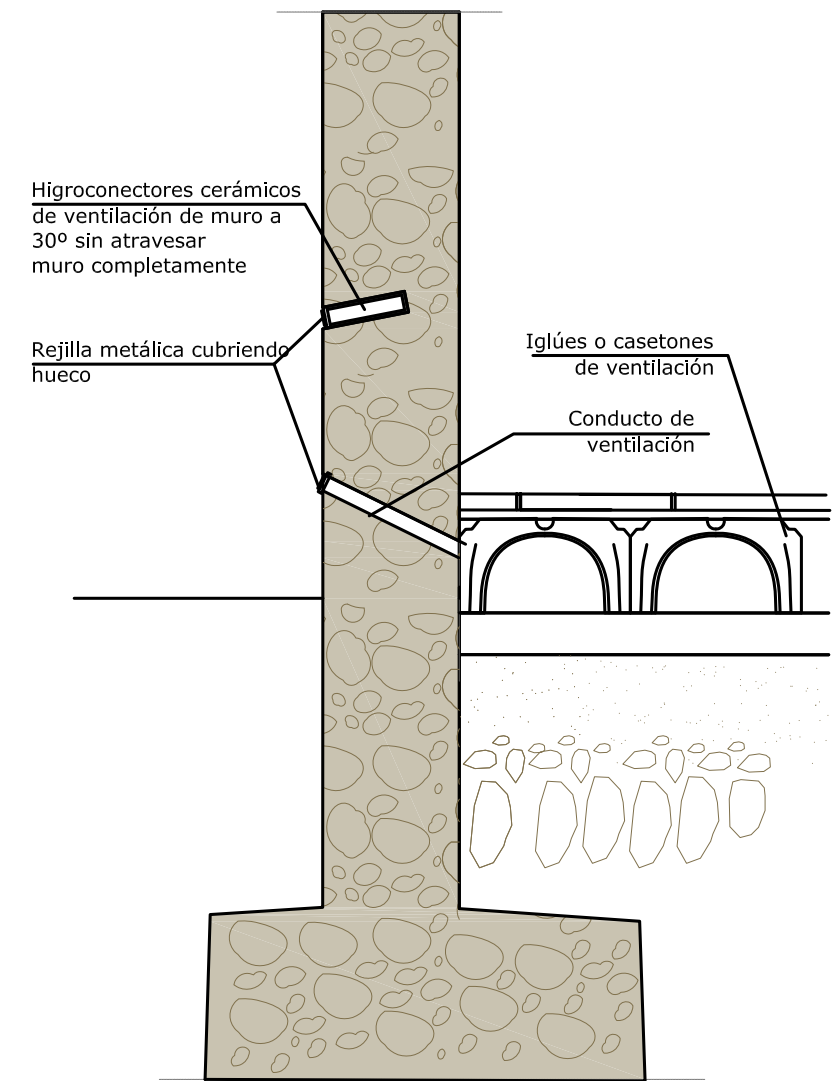 Higroconectores cerámicos
de ventilación de muro a
30º sin atravesar
muro completamente
Rejilla metálica cubriendo
hueco
Iglúes o casetones
de ventilación
Conducto de
ventilación